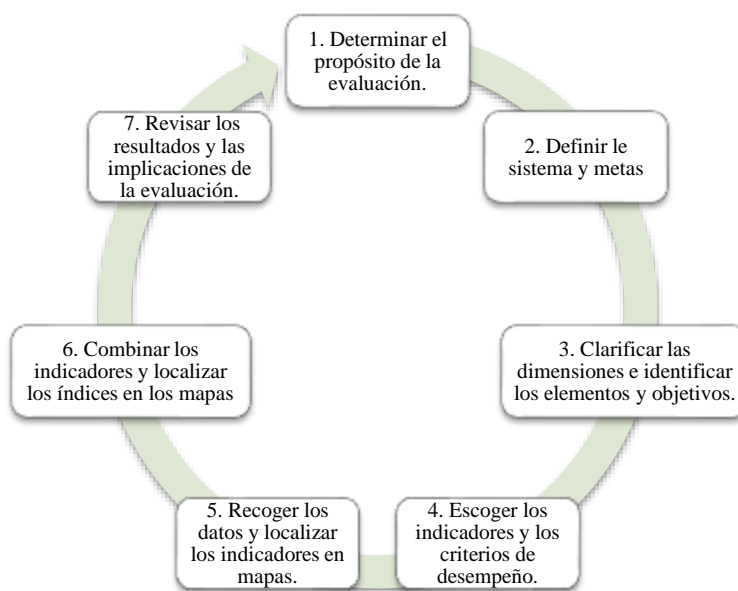 1. Determinar el
propósito de la
evaluación.
2. Definir le
sistema y metas
3. Clarificar las
dimensiones e identificar
los elementos y objetivos.
4. Escoger los
indicadores y los
criterios de
desempeño.
5. Recoger los
datos y localizar
los indicadores en
mapas.
6. Combinar los
indicadores y localizar
los índices en los mapas
7. Revisar los
resultados y las
implicaciones de
la evaluación.